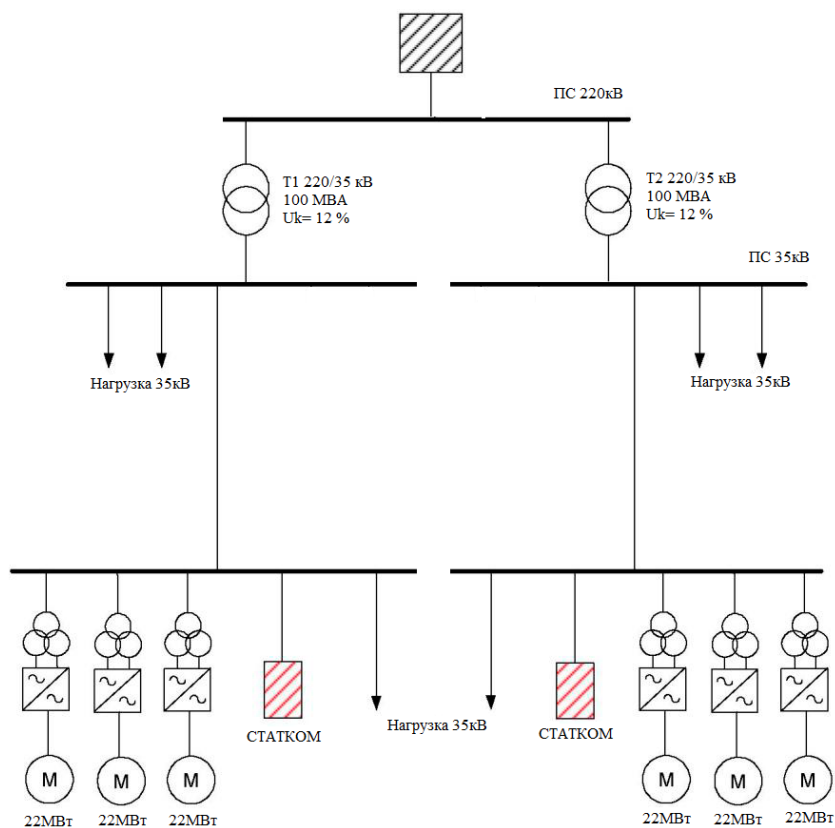 ПС 220кВ
Т1 220/35 кВ
100 МВА
Uk= 12 %
Т2 220/35 кВ
100 МВА
Uk= 12 %
ПС 35кВ
Нагрузка 35кВ
Нагрузка 35кВ
Нагрузка 35кВ
СТАТКОМ
СТАТКОМ
М
М
М
М
М
М
22МВт
22МВт
22МВт
22МВт
22МВт
22МВт